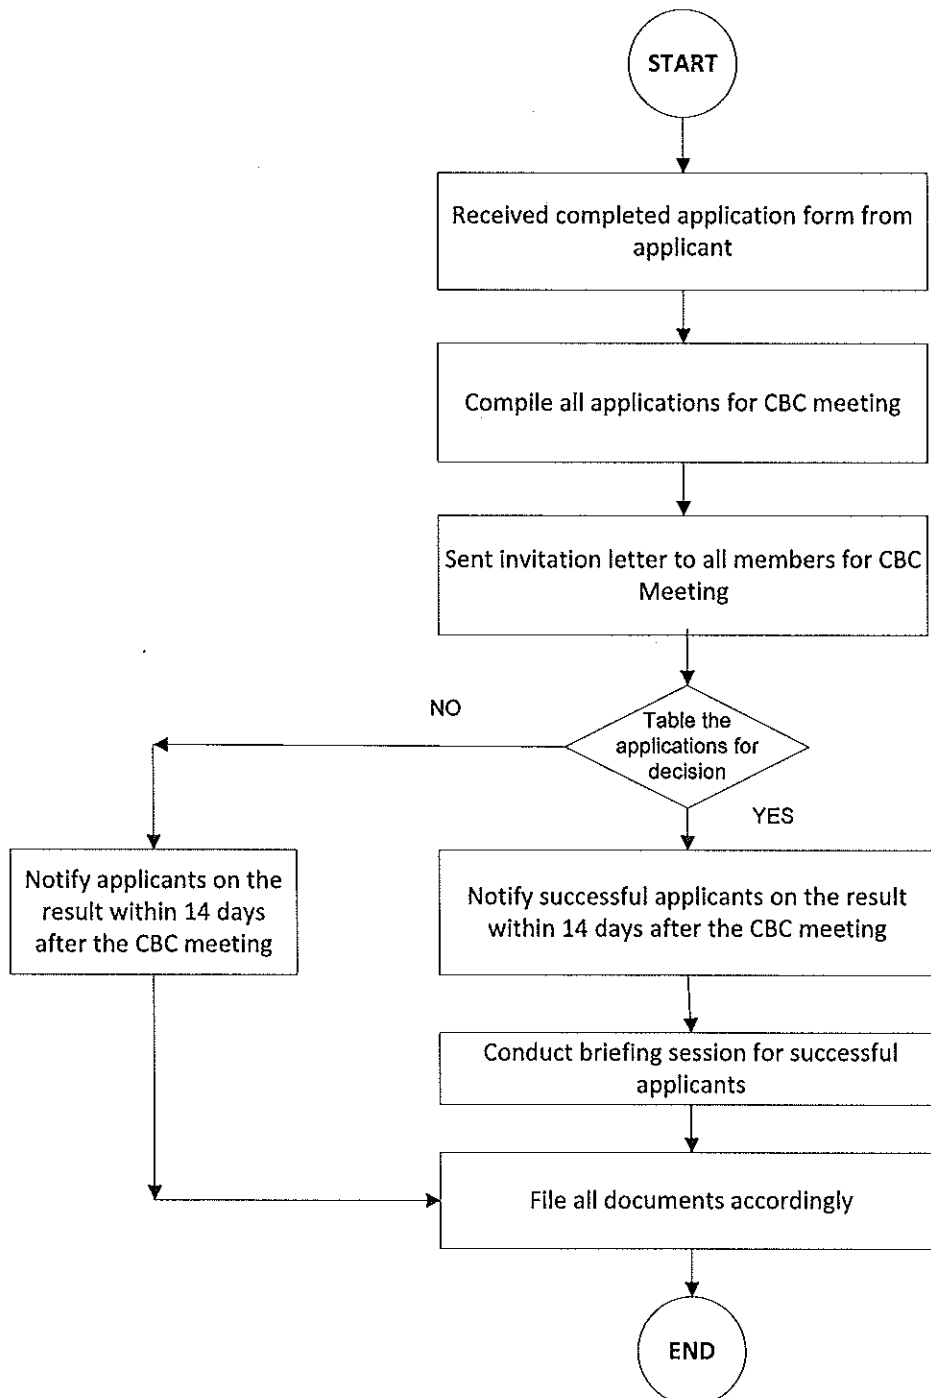 START
Received completed application form from
applicant
Compile all applications for CBC meeting
Sent invitation letter to all members for CBC
Meeting
Table the
applications for
decision
NO
YES
Notify applicants on the
result within 14 days
after the CBC meeting
Notify successful applicants on the result
within 14 days after the CBC meeting
Conduct briefing session for successful
applicants
File all documents accordingly
END